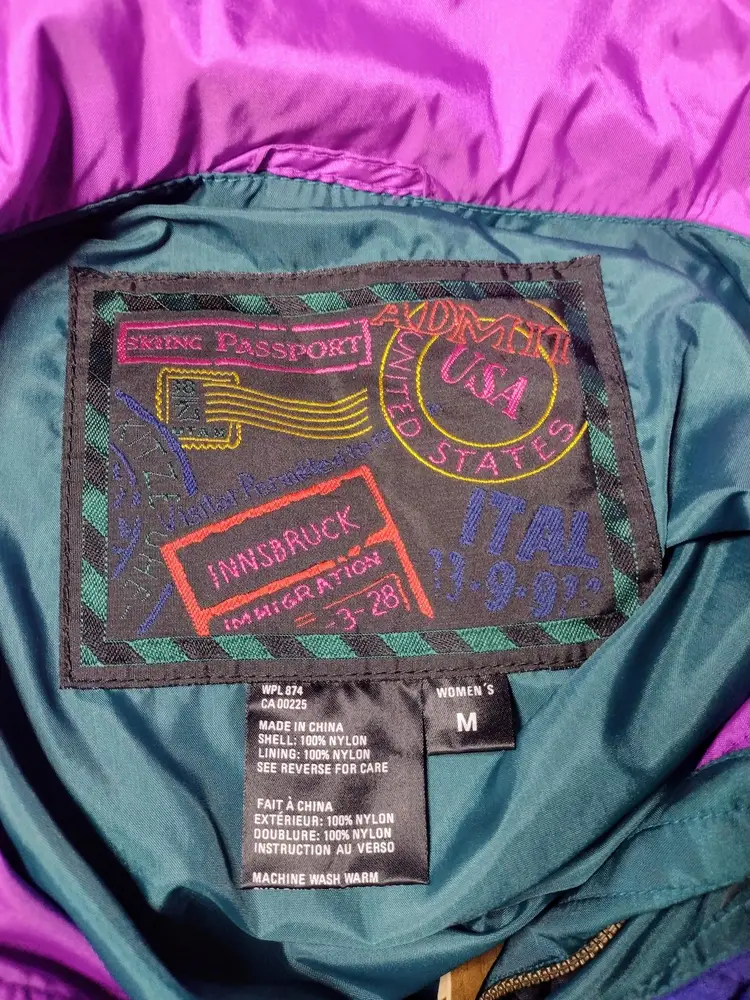 SKIING PASSPORT
ADMIT
USA
UNITED STATES
UTAH
INNSBRUCK
IMMIGRATION
-3-28
ITAL
WPL 874
CA 00225
MADE IN CHINA
SHELL: 100% NYLON
LINING: 100% NYLON
SEE REVERSE FOR CARE
FAIT À CHINA
EXTÉRIEUR: 100% NYLON
DOUBLURE: 100% NYLON
INSTRUCTION AU VERSO
MACHINE WASH WARM
WOMEN'S
M